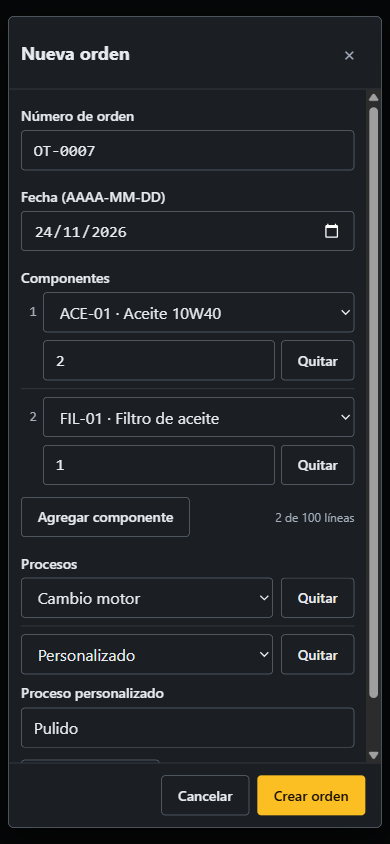 Nueva orden ×
Número de orden
OT-0007
Fecha (AAAA-MM-DD)
24/11/2026
Componentes
1 ACE-01 · Aceite 10W40
2 Quitar
2 FIL-01 · Filtro de aceite
1 Quitar
Agregar componente 2 de 100 líneas
Procesos
Cambio motor Quitar
Personalizado Quitar
Proceso personalizado
Pulido
Cancelar Crear orden